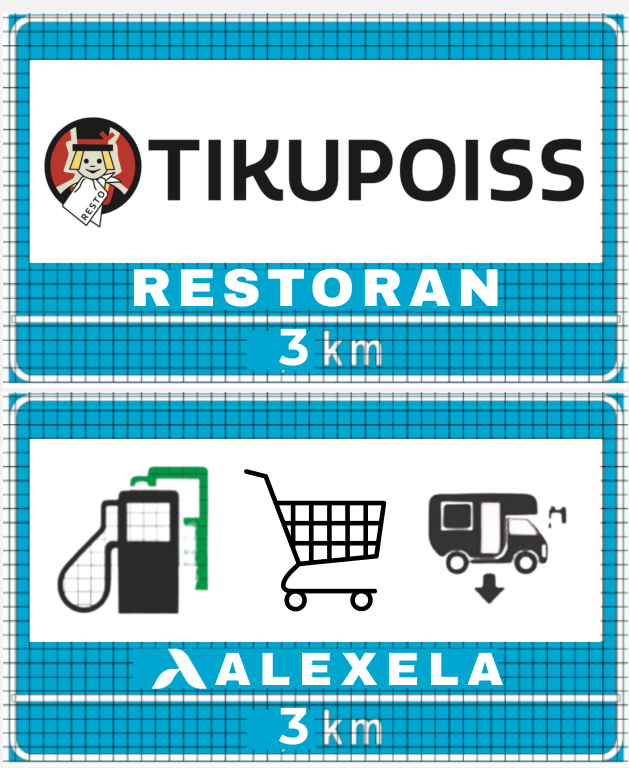 RESTO
TIKUPOISS
RESTORAN
3 km
ALEXELA
3 km